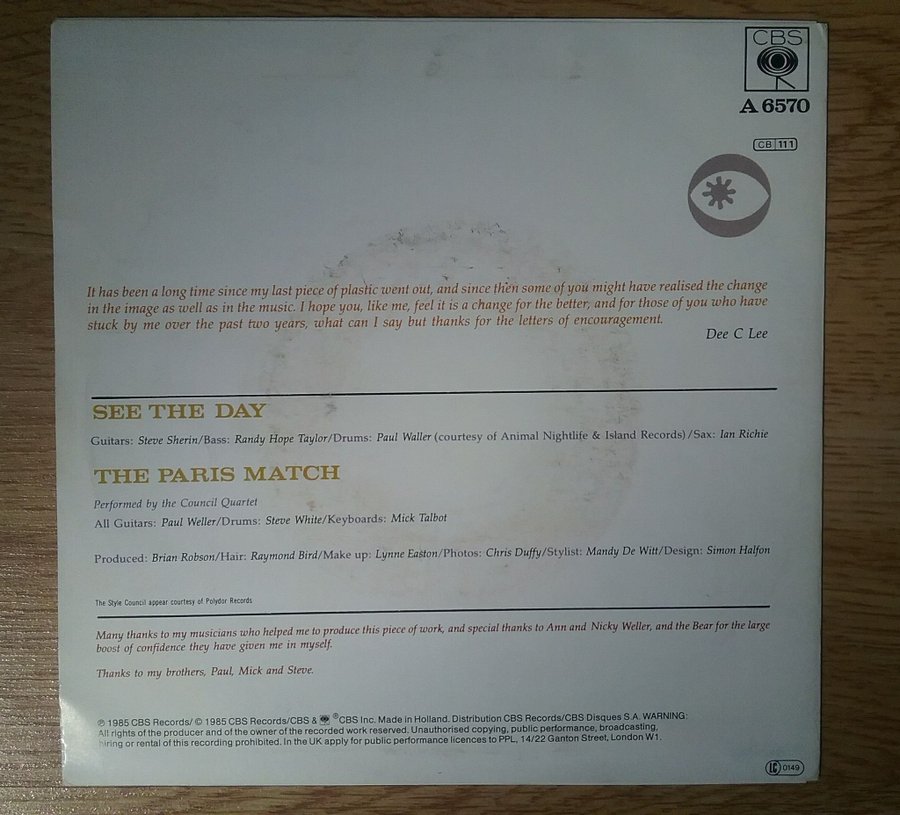 CBS
A 6570
CB 111
It has been a long time since my last piece of plastic went out, and since then some of you might have realised the change
in the image as well as in the music. I hope you, like me, feel it is a change for the better, and for those of you who have
stuck by me over the past two years, what can I say but thanks for the letters of encouragement.
Dee C Lee
SEE THE DAY
Guitars: Steve Sherin/Bass: Randy Hope Taylor/Drums: Paul Waller (courtesy of Animal Nightlife & Island Records)/Sax: Ian Richie
THE PARIS MATCH
Performed by the Council Quartet
All Guitars: Paul Weller/Drums: Steve White/Keyboards: Mick Talbot
Produced: Brian Robson/Hair: Raymond Bird/Make up: Lynne Easton/Photos: Chris Duffy/Stylist: Mandy De Witt/Design: Simon Halfon
The Style Council appear courtesy of Polydor Records
Many thanks to my musicians who helped me to produce this piece of work, and special thanks to Ann and Nicky Weller, and the Bear for the large
boost of confidence they have given me in myself.
Thanks to my brothers, Paul, Mick and Steve.
℗ 1985 CBS Records/ © 1985 CBS Records/CBS & ®CBS Inc. Made in Holland. Distribution CBS Records/CBS Disques S.A. WARNING:
All rights of the producer and of the owner of the recorded work reserved. Unauthorised copying, public performance, broadcasting,
hiring or rental of this recording prohibited. In the UK apply for public performance licences to PPL, 14/22 Ganton Street, London W1.
LC 0149